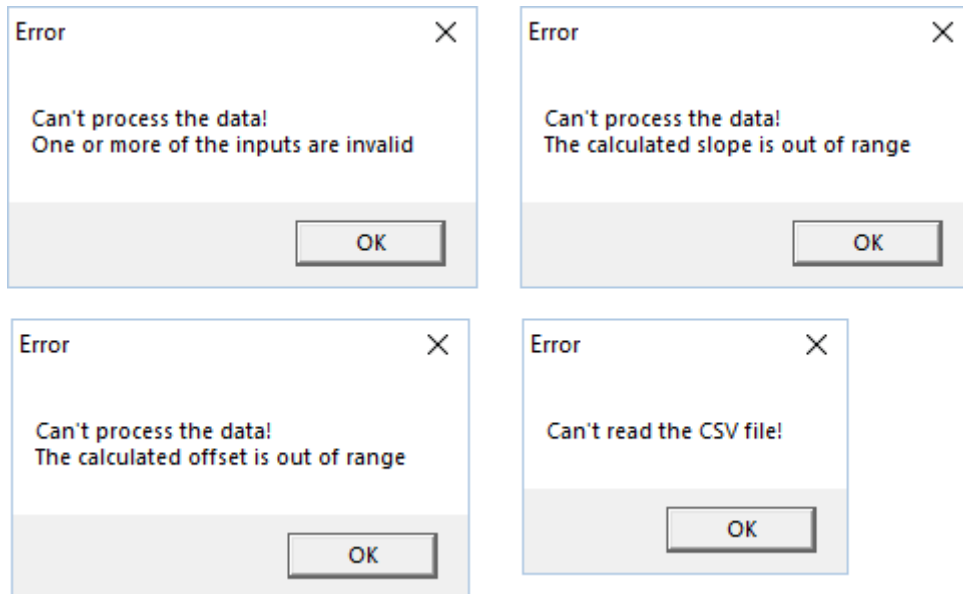 Error
Can't process the data!
One or more of the inputs are invalid
OK
Error
Can't process the data!
The calculated slope is out of range
OK
Error
Can't process the data!
The calculated offset is out of range
OK
Error
Can't read the CSV file!
OK